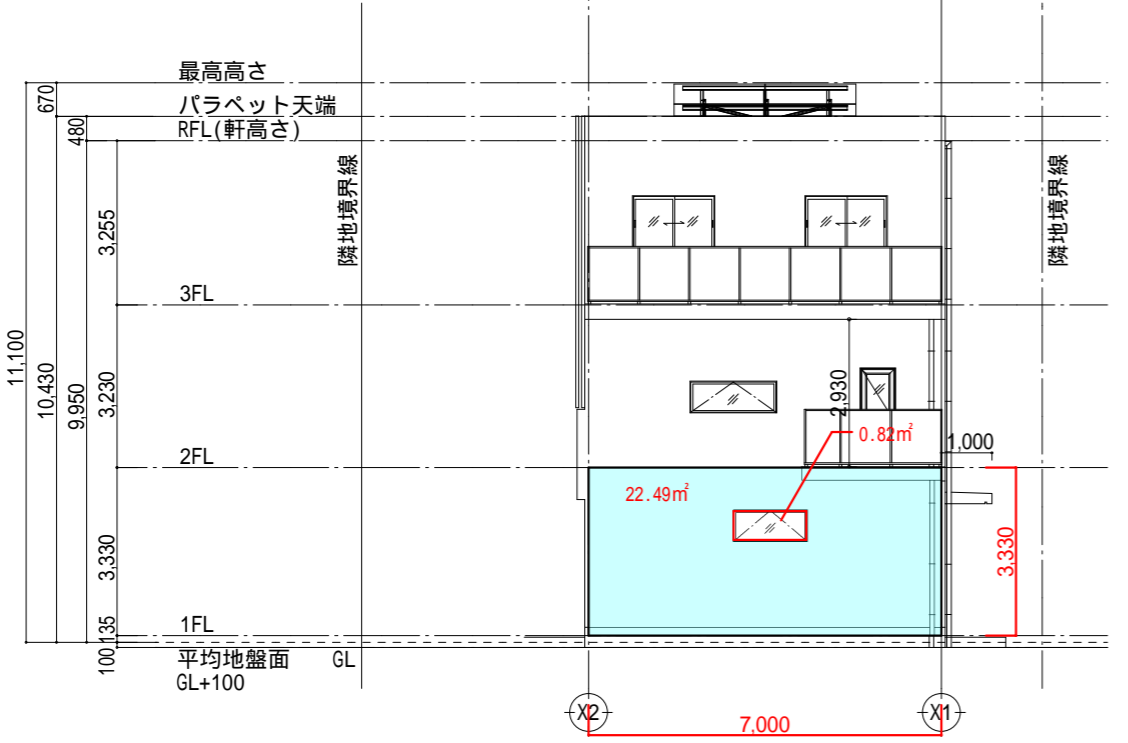 最高高さ
670
パラペット天端
480
RFL(軒高さ)
隣地境界線
隣地境界線
3,255
3FL
11,100
10,430
9,950
3,230
2,930
0.82㎡
1,000
2FL
22.49㎡
3,330
3,330
1FL
135
100
平均地盤面
GL
GL+100
X2
7,000
X1